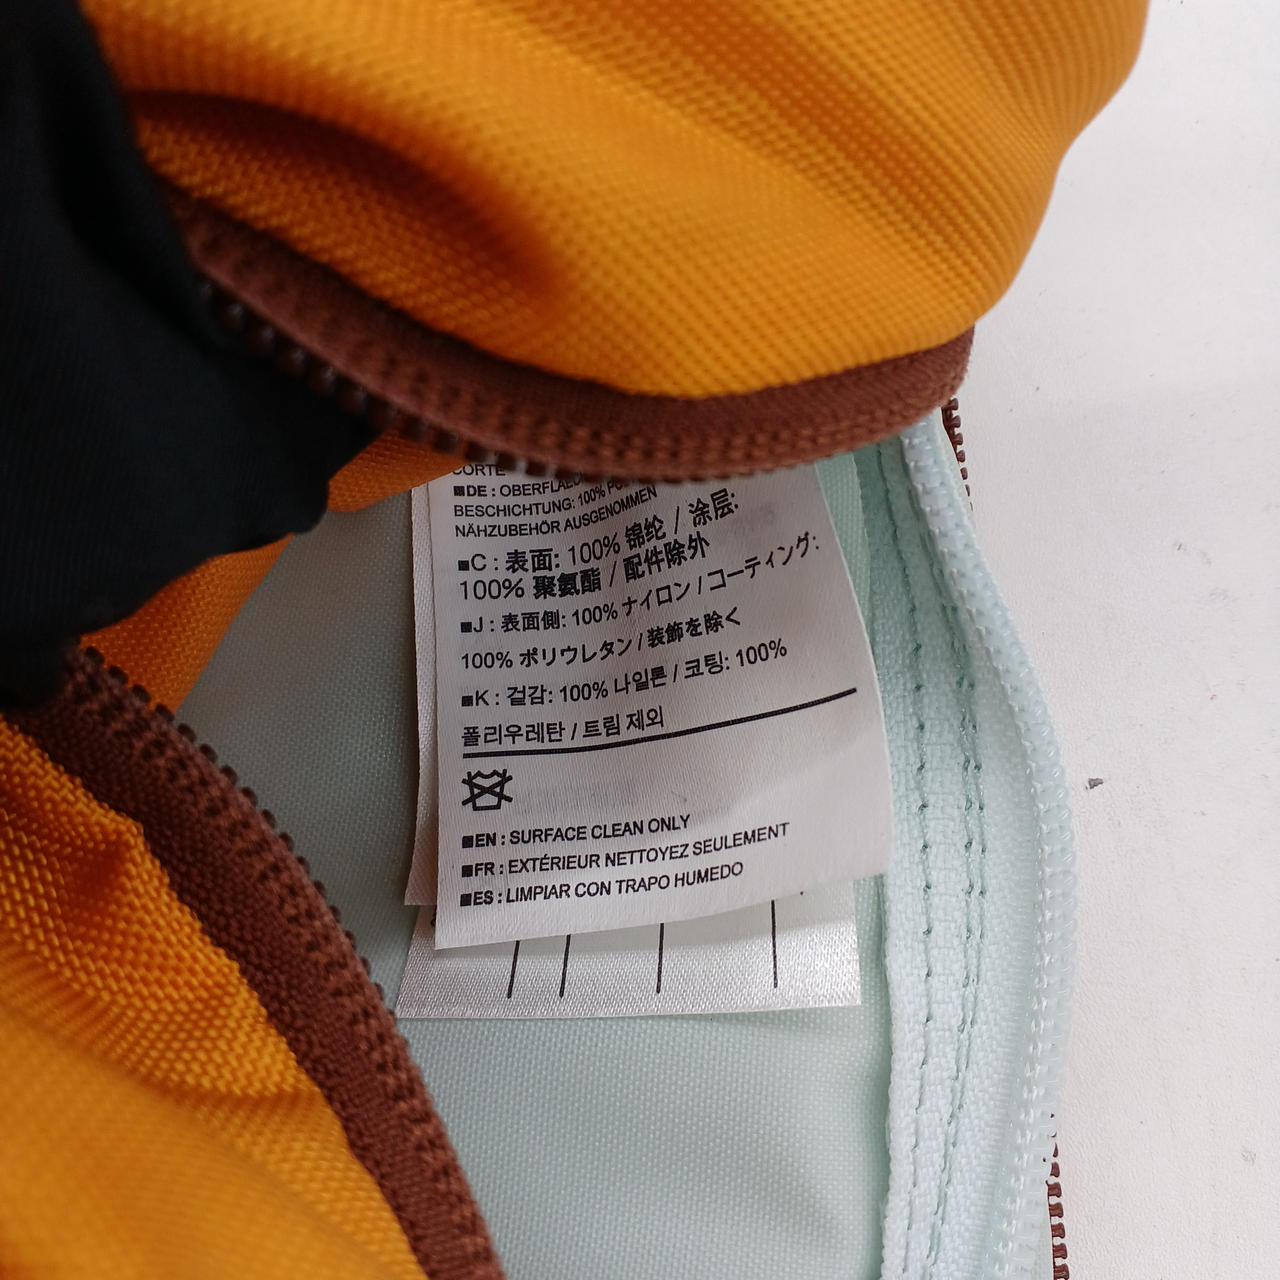 CORTE
■DE : OBERFLÄC
BESCHICHTUNG: 100%
NÄHZUBEHÖR AUSGENOMMEN
■C : 表面: 100% 锦纶 / 涂层:
100% 聚氨酯 / 配件除外
■J : 表面側: 100% ナイロン / コーティング:
100% ポリウレタン / 装飾を除く
■K : 겉감: 100% 나일론 / 코팅: 100%
폴리우레탄 / 트림 제외
■EN : SURFACE CLEAN ONLY
■FR : EXTÉRIEUR NETTOYEZ SEULEMENT
■ES : LIMPIAR CON TRAPO HUMEDO